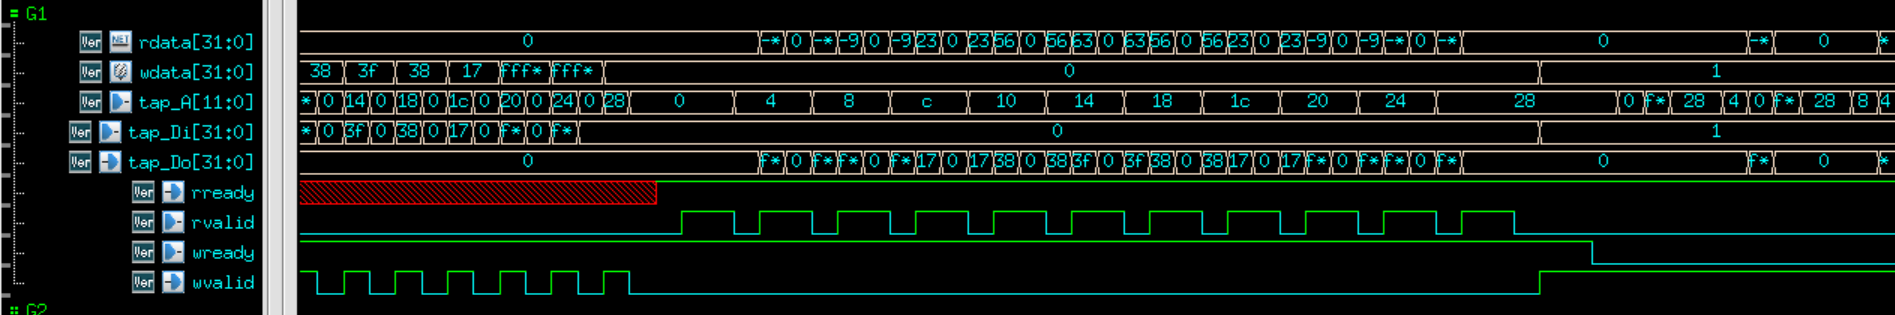 G1
Ver NET rdata[31:0] 0 -* 0 -* -9 0 -9 23 0 23 56 0 56 63 0 63 56 0 56 23 0 23 -9 0 -9 -* 0 -* 0 -* 0 *
Ver wdata[31:0] 38 3f 38 17 fff* fff* 0 1
Ver tap_A[11:0] * 0 14 0 18 0 1c 0 20 0 24 0 28 0 4 8 c 10 14 18 1c 20 24 28 0 f* 28 4 0 f* 28 8 4
Ver tap_Di[31:0] * 0 3f 0 38 0 17 0 f* 0 f* 0 1
Ver tap_Do[31:0] 0 f* 0 f* f* 0 f* 17 0 17 38 0 38 3f 0 3f 38 0 38 17 0 17 f* 0 f* f* 0 f* 0 f* 0 *
Ver rready
Ver rvalid
Ver wready
Ver wvalid
G2